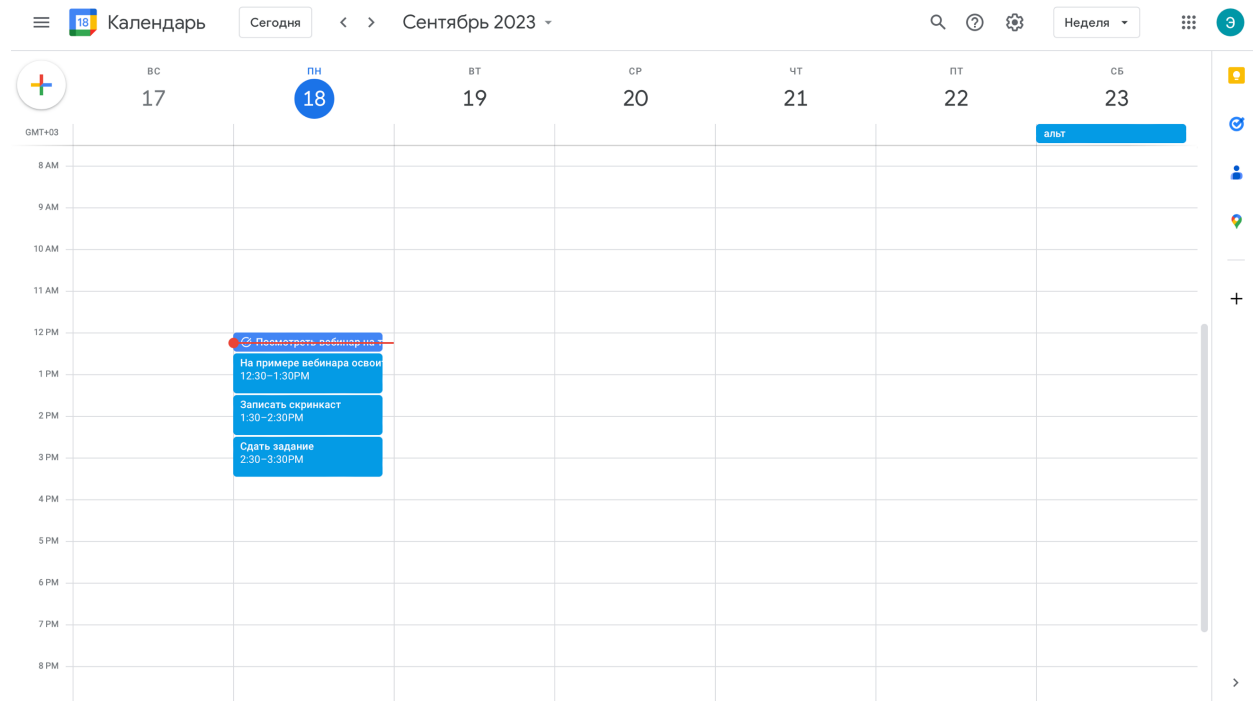 18 Календарь Сегодня Сентябрь 2023 Неделя Э
ВС ПН ВТ СР ЧТ ПТ СБ
17 18 19 20 21 22 23
GMT+03
альт
8 AM
9 AM
10 AM
11 AM
12 PM
Посмотреть вебинар на
На примере вебинара освои
12:30–1:30PM
1 PM
Записать скринкаст
1:30–2:30PM
2 PM
Сдать задание
2:30–3:30PM
3 PM
4 PM
5 PM
6 PM
7 PM
8 PM